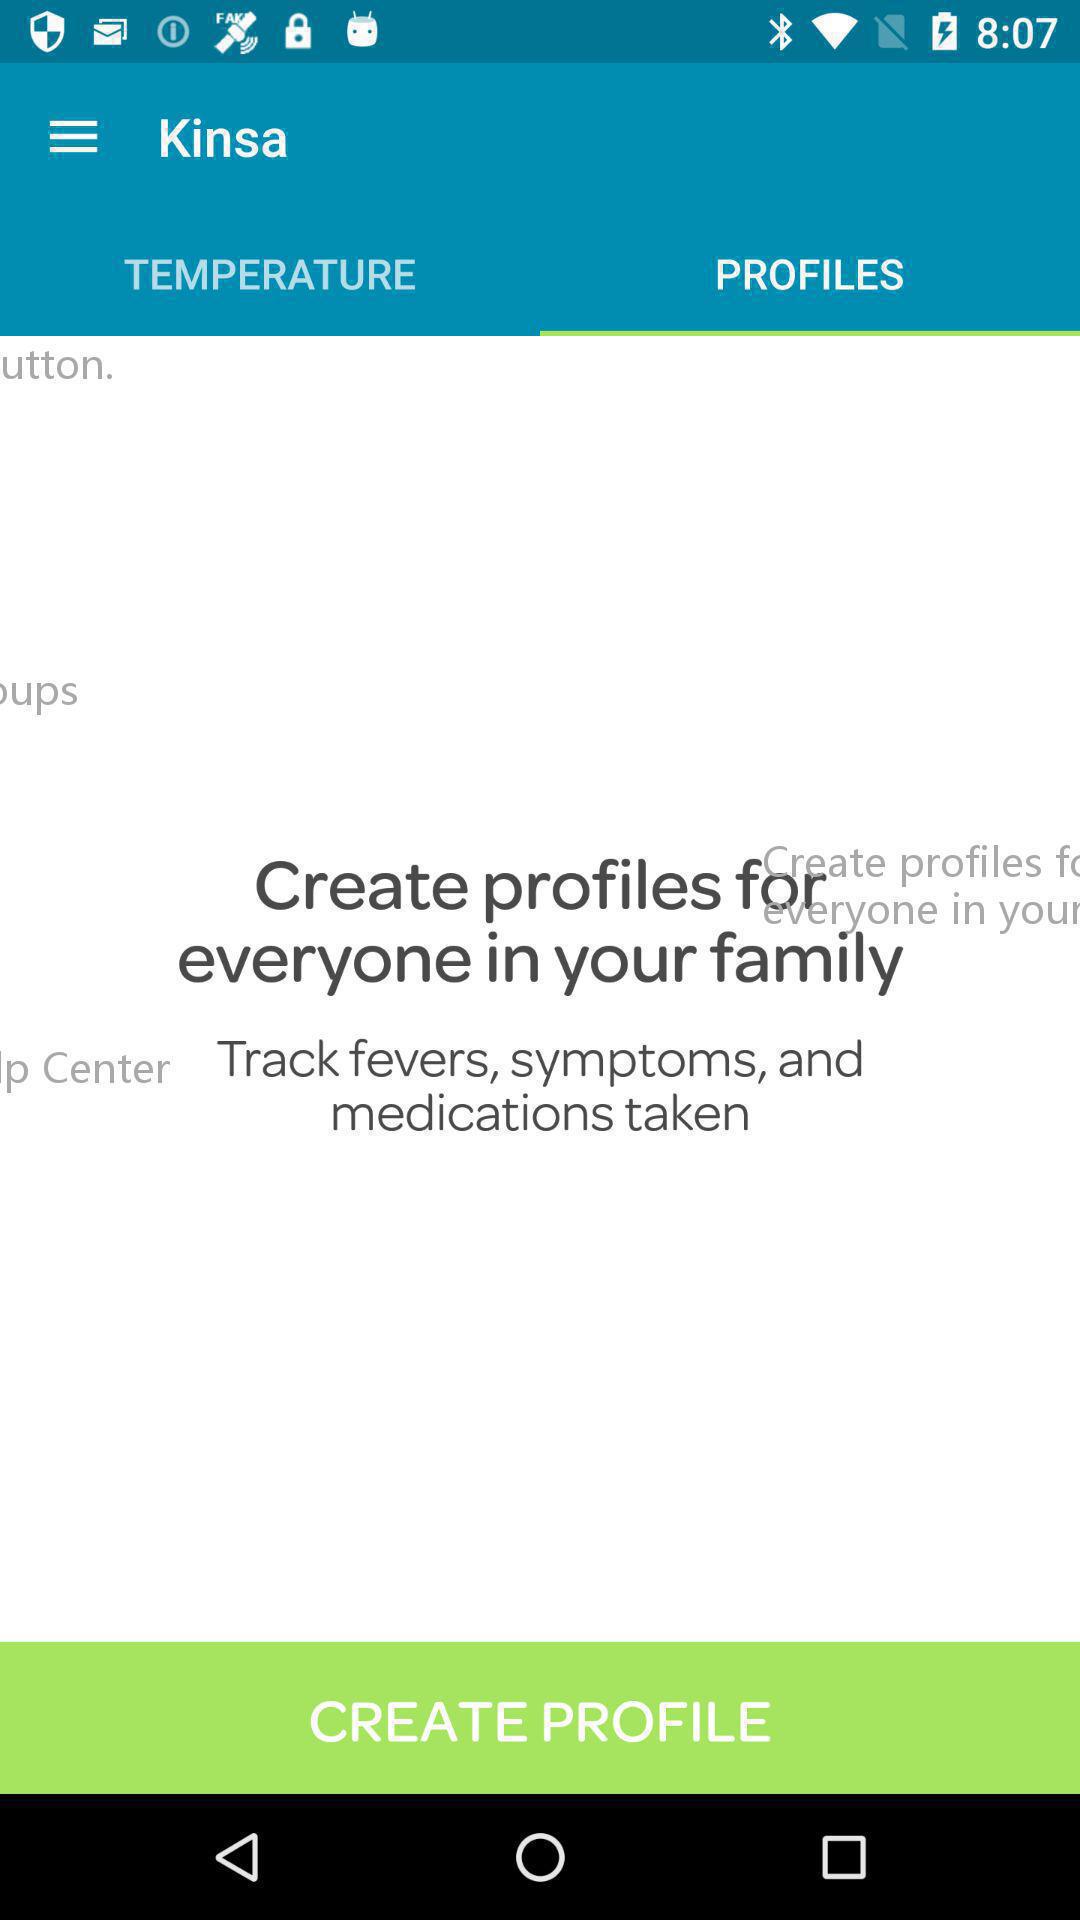 FAKE
8:07
Kinsa
TEMPERATURE
PROFILES
utton.
oups
Create profiles for
everyone in your family
Create profiles fo
everyone in your
Track fevers, symptoms, and
medications taken
lp Center
CREATE PROFILE